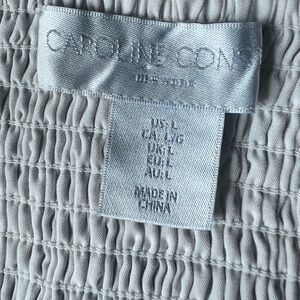 CAROLINE CONS
NEW YORK
US: L
CA: L/G
UK: L
EU: L
AU: L
MADE IN
CHINA